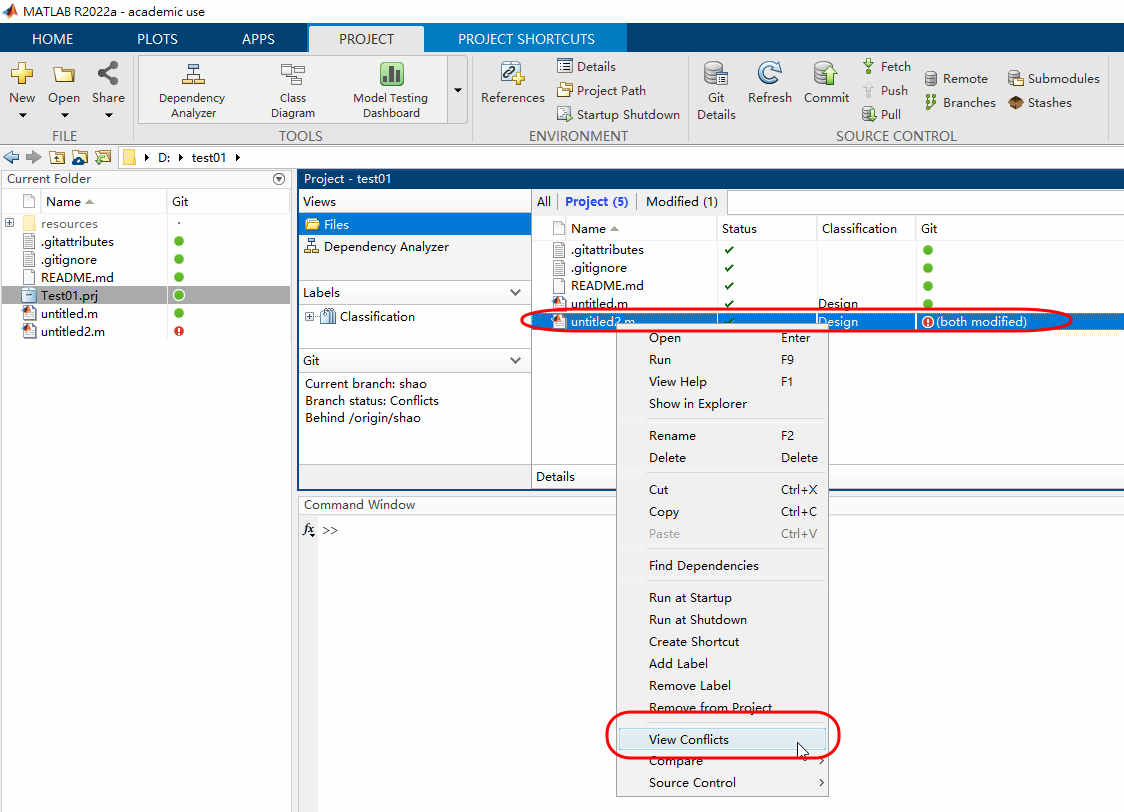 MATLAB R2022a - academic use
HOME PLOTS APPS PROJECT PROJECT SHORTCUTS
New Open Share
FILE
Dependency Analyzer
Class Diagram
Model Testing Dashboard
TOOLS
References
Details
Project Path
Startup Shutdown
ENVIRONMENT
Git Details
Refresh
Commit
Fetch
Push
Pull
Remote
Branches
Submodules
Stashes
SOURCE CONTROL
D: test01
Current Folder
Name Git
resources
.gitattributes
.gitignore
README.md
Test01.prj
untitled.m
untitled2.m
Project - test01
Views
Files
Dependency Analyzer
Labels
Classification
Git
Current branch: shao
Branch status: Conflicts
Behind /origin/shao
All Project (5) Modified (1)
Name Status Classification Git
.gitattributes
.gitignore
README.md
untitled.m Design
untitled2.m Design (both modified)
Details
Open Enter
Run F9
View Help F1
Show in Explorer
Rename F2
Delete Delete
Cut Ctrl+X
Copy Ctrl+C
Paste Ctrl+V
Find Dependencies
Run at Startup
Run at Shutdown
Create Shortcut
Add Label
Remove Label
Remove from Project
View Conflicts
Compare
Source Control
Command Window
fx >>